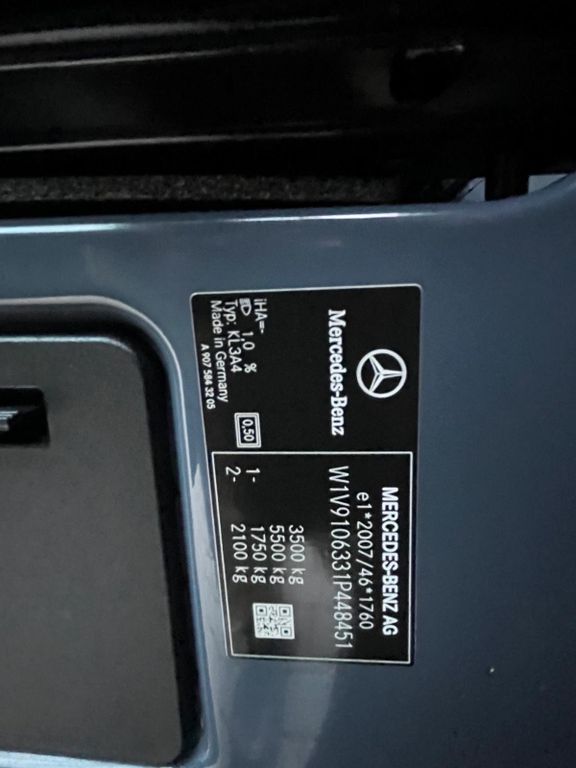 Mercedes-Benz
iHA=-
1,0 %
Typ: KL3A4
Made in Germany
A 907 584 32 05
0,50
MERCEDES-BENZ AG
e1*2007/46*1760
W1V9106331P448451
3500 kg
5500 kg
1- 1750 kg
2- 2100 kg